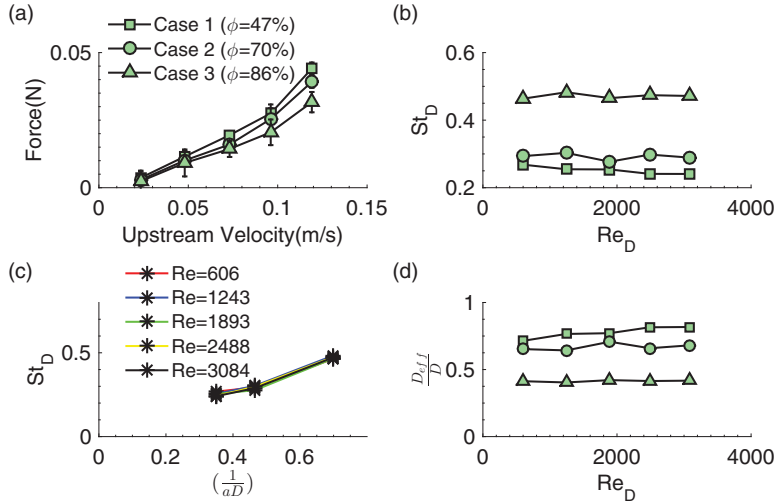 (a)
Case 1 (ϕ=47%)
Case 2 (ϕ=70%)
Case 3 (ϕ=86%)
0.05
0
Force(N)
0 0.05 0.1 0.15
Upstream Velocity(m/s)
(b)
0.6
0.4
0.2
St_D
0 2000 4000
Re_D
(c)
Re=606
Re=1243
Re=1893
Re=2488
Re=3084
0.5
0
St_D
0 0.2 0.4 0.6
(1/aD)
(d)
1
0.5
0
D_eff/D
0 2000 4000
Re_D